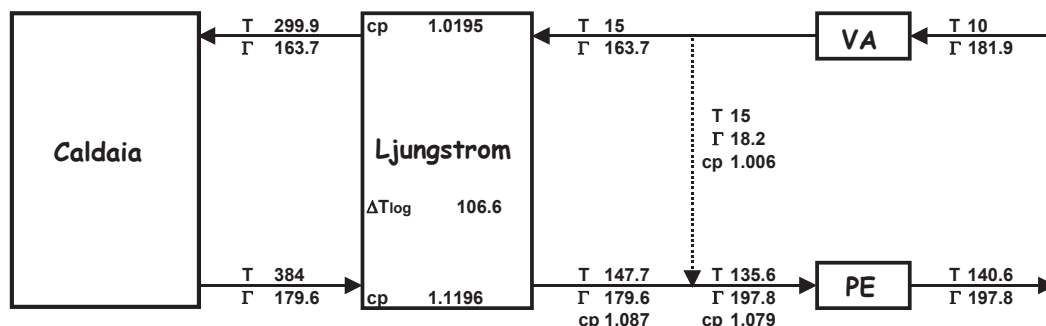 T 299.9
Γ 163.7
cp 1.0195
T 15
Γ 163.7
VA
T 10
Γ 181.9
T 15
Γ 18.2
cp 1.006
Caldaia
Ljungstrom
ΔTlog 106.6
T 384
Γ 179.6
cp 1.1196
T 147.7
Γ 179.6
cp 1.087
T 135.6
Γ 197.8
cp 1.079
PE
T 140.6
Γ 197.8